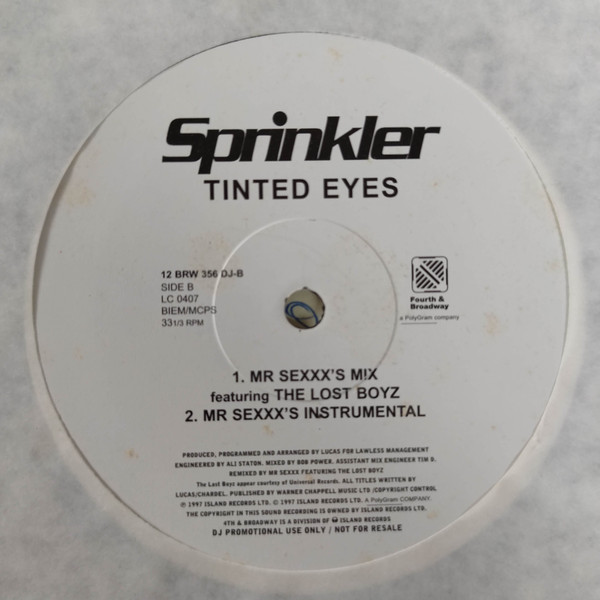 Sprinkler
TINTED EYES
12 BRW 356 DJ-B
SIDE B
LC 0407
BIEM/MCPS
33 1/3 RPM
Fourth &
Broadway
a PolyGram company
1. MR SEXXX'S MIX
featuring THE LOST BOYZ
2. MR SEXXX'S INSTRUMENTAL
PRODUCED, PROGRAMMED AND ARRANGED BY LUCAS FOR LAWLESS MANAGEMENT
ENGINEERED BY ALI STATON. MIXED BY BOB POWER. ASSISTANT MIX ENGINEER TIM D.
REMIXED BY MR SEXXX FEATURING THE LOST BOYZ
The Lost Boyz appear courtesy of Universal Records. ALL TITLES WRITTEN BY
LUCAS/CHARDEL. PUBLISHED BY WARNER CHAPPELL MUSIC LTD /COPYRIGHT CONTROL
℗ 1997 ISLAND RECORDS LTD. © 1997 ISLAND RECORDS LTD. A PolyGram COMPANY.
THE COPYRIGHT IN THIS SOUND RECORDING IS OWNED BY ISLAND RECORDS LTD.
4TH & BROADWAY IS A DIVISION OF ISLAND RECORDS
DJ PROMOTIONAL USE ONLY / NOT FOR RESALE